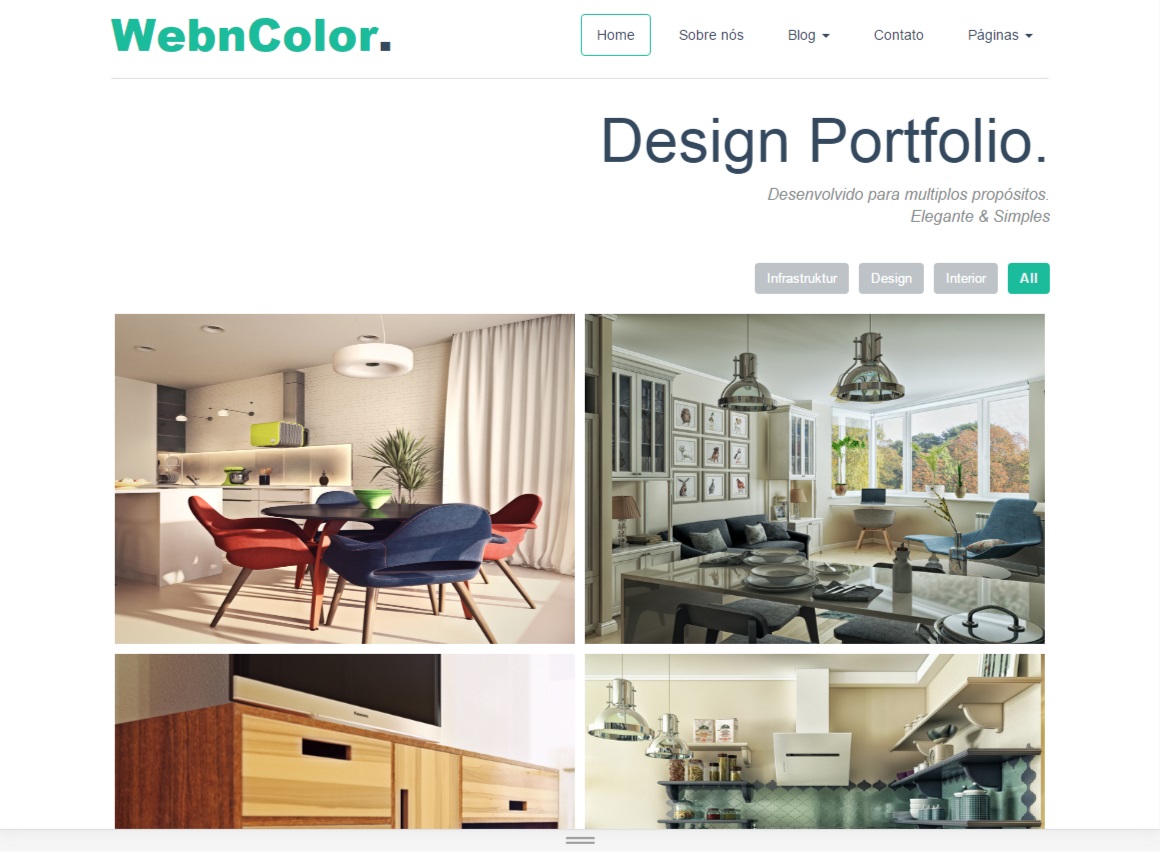 WebnColor.
Home Sobre nós Blog Contato Páginas
Design Portfolio.
Desenvolvido para multiplos propósitos.
Elegante & Simples
Infrastruktur Design Interior All
Panasonic